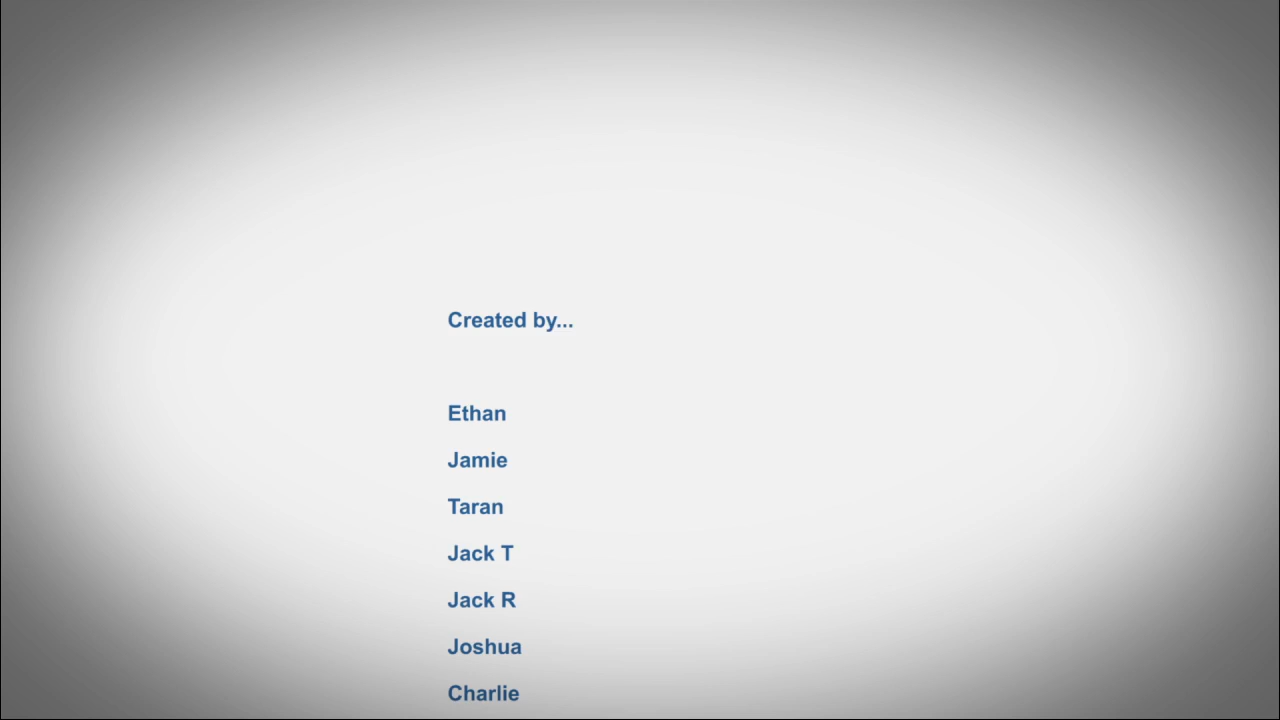 Created by...
Ethan
Jamie
Taran
Jack T
Jack R
Joshua
Charlie